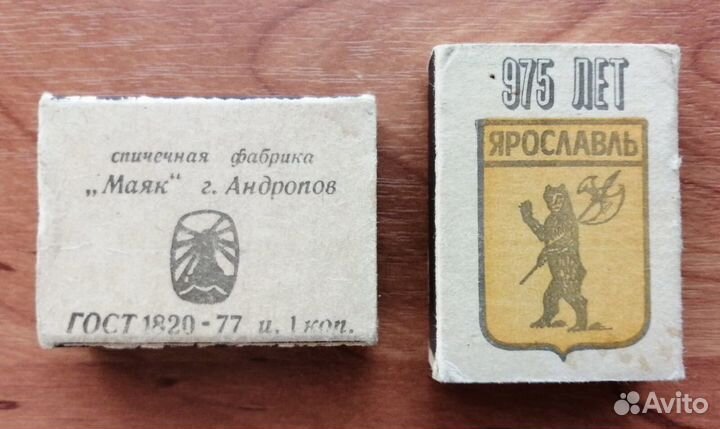 спичечная фабрика
„Маяк“ г. Андропов
ГОСТ 1820-77 ц. 1 коп.
975 ЛЕТ
ЯРОСЛАВЛЬ
Avito